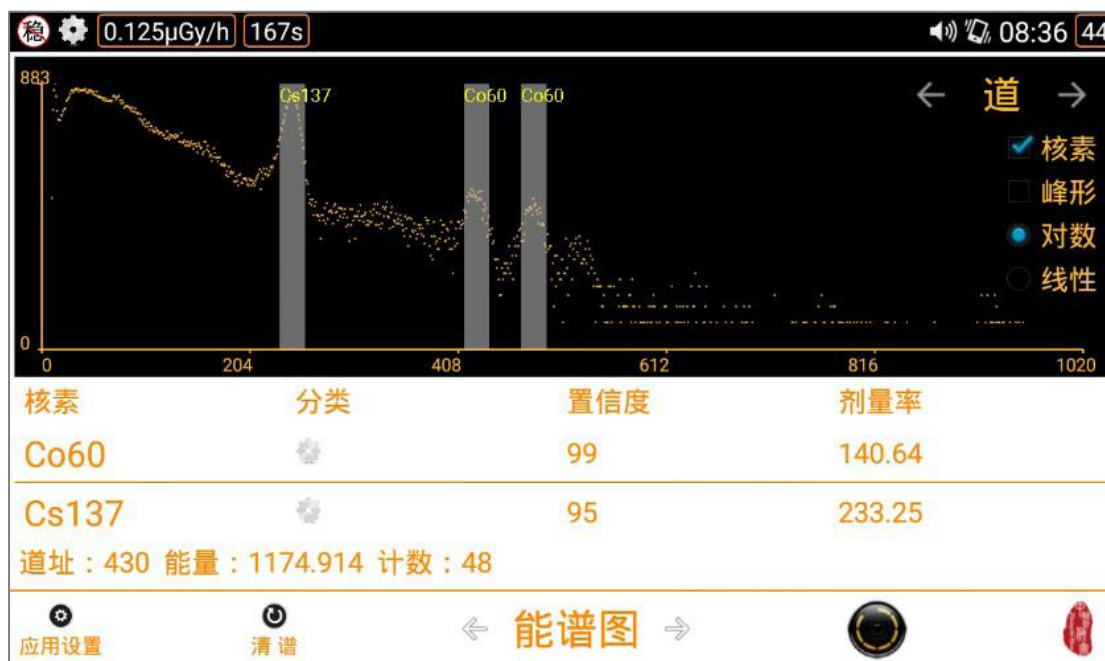 稳 0.125μGy/h 167s 08:36 44
883
Cs137 Co60 Co60
道
核素
峰形
对数
线性
0
0 204 408 612 816 1020
核素 分类 置信度 剂量率
Co60 99 140.64
Cs137 95 233.25
道址：430 能量：1174.914 计数：48
应用设置 清 谱 能谱图